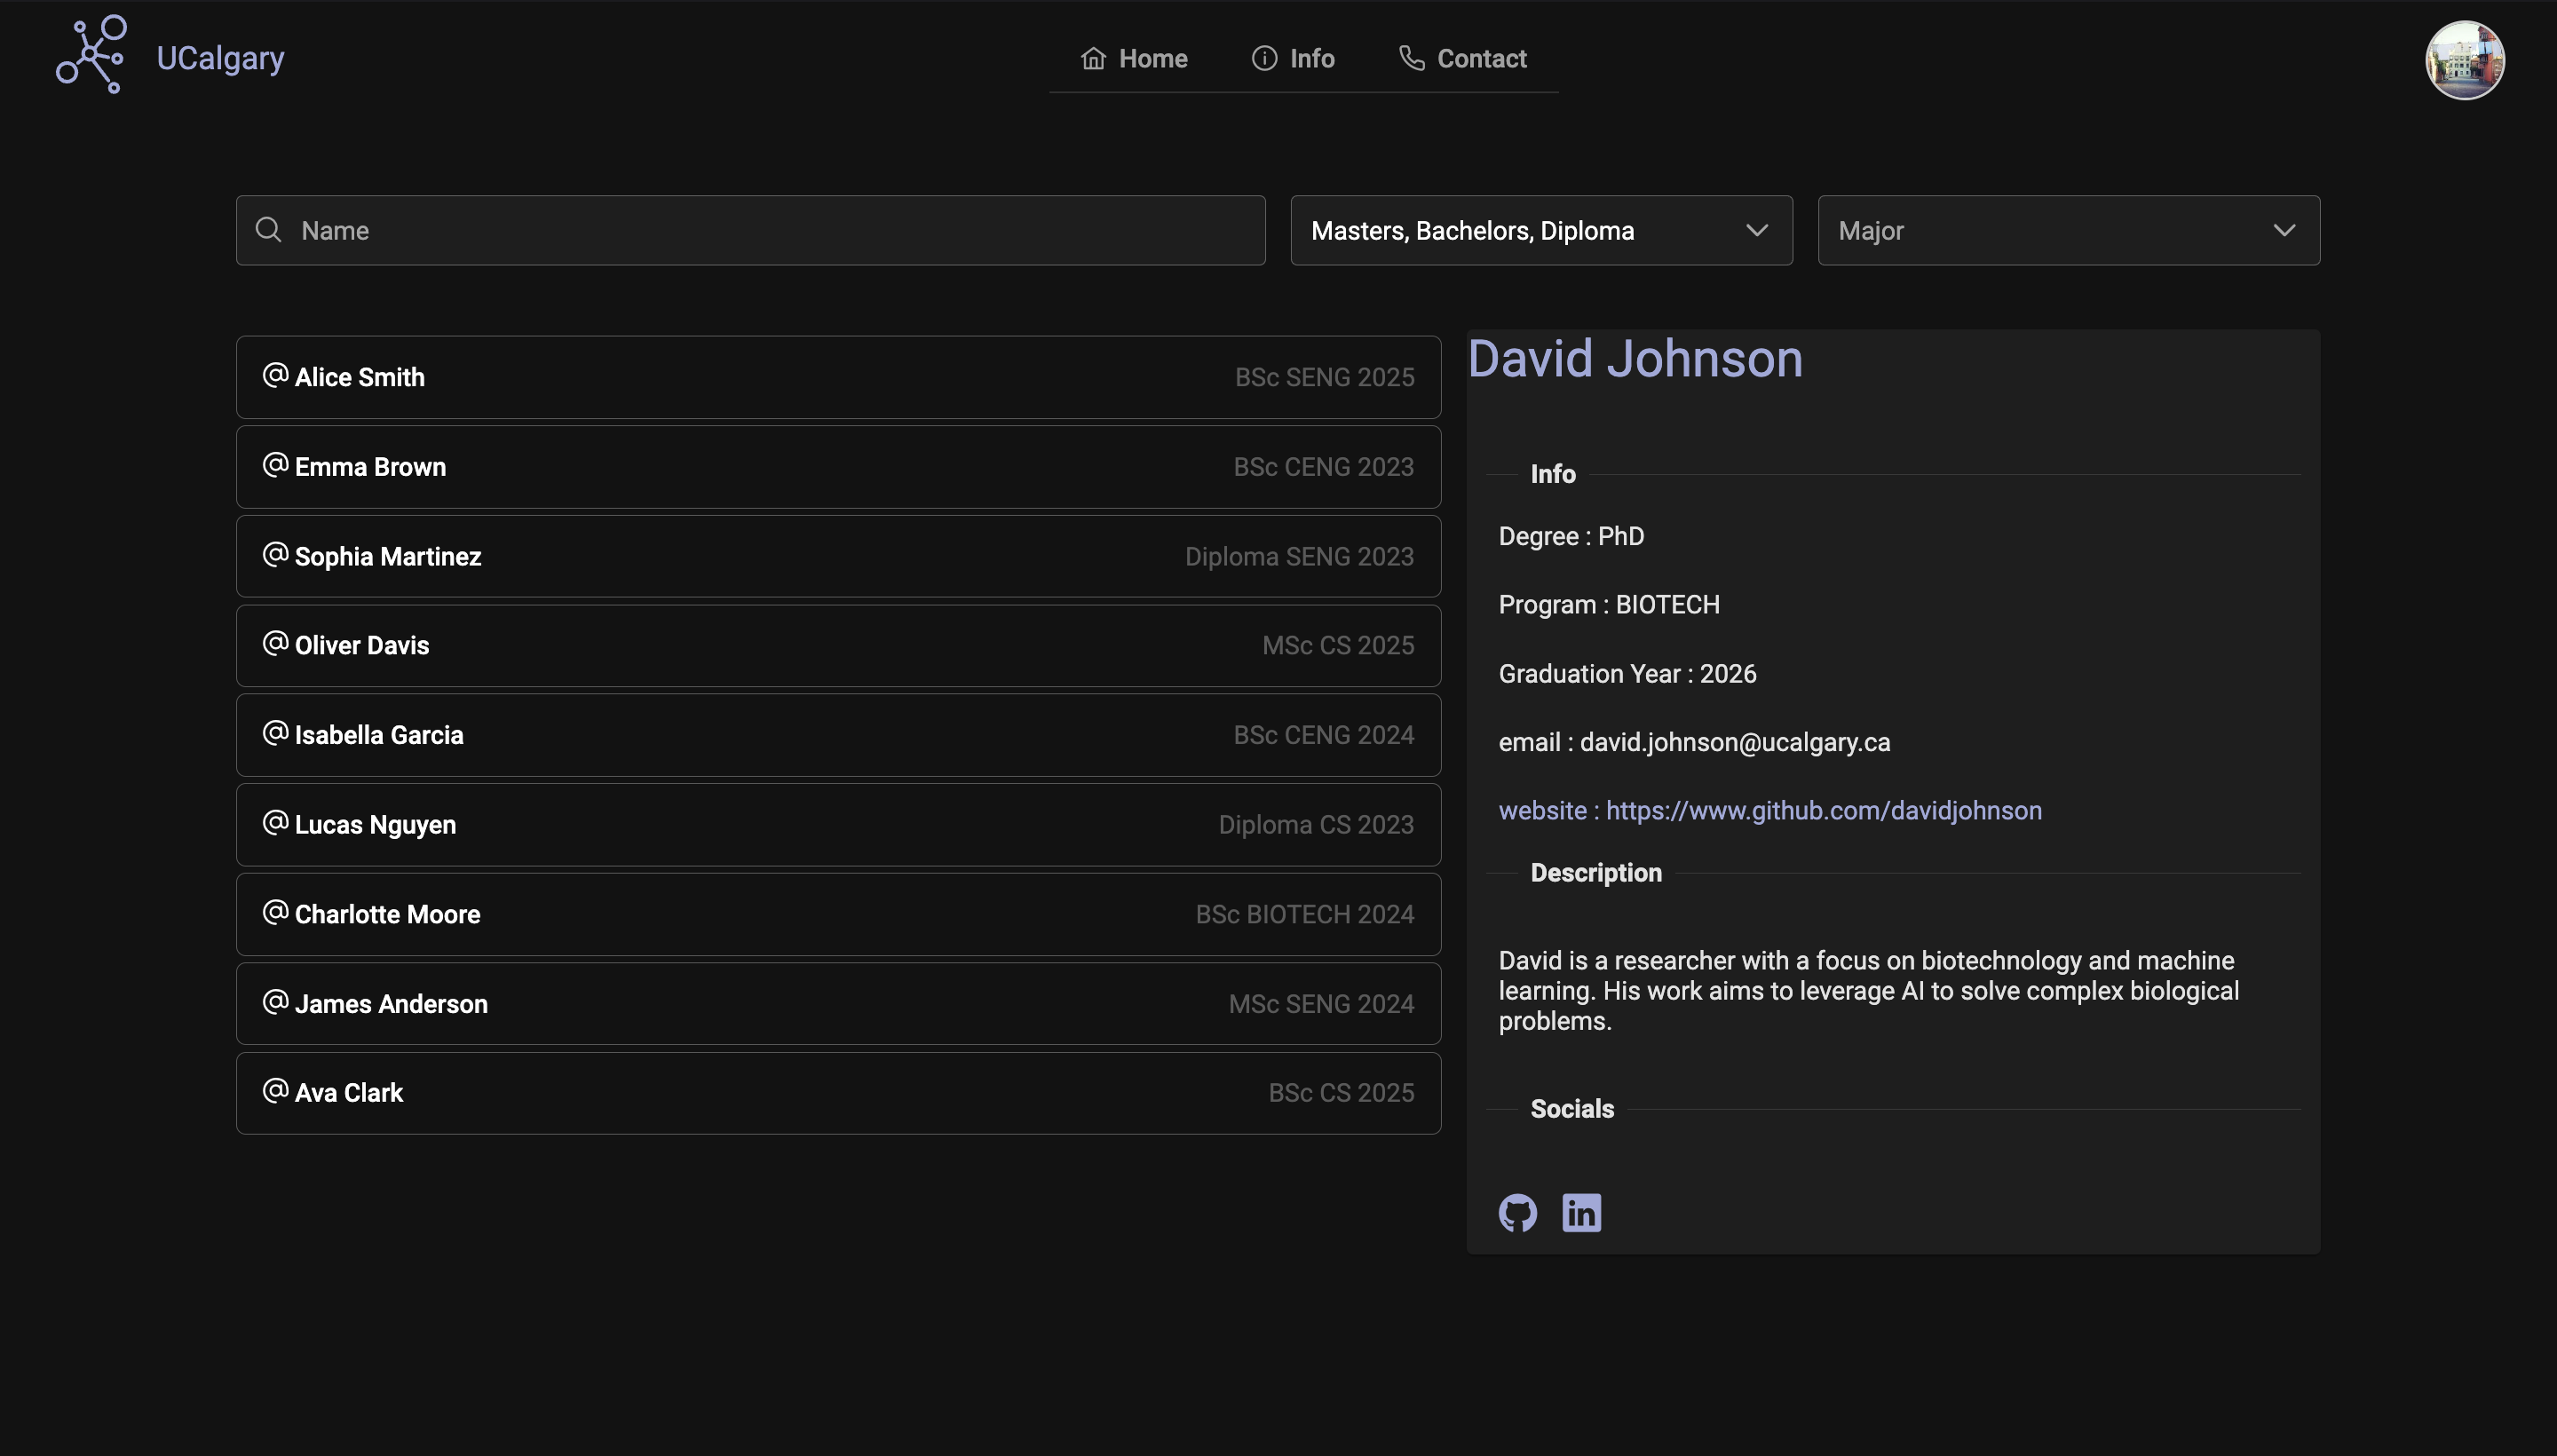 UCalgary
Home
Info
Contact
Name
Masters, Bachelors, Diploma
Major
@ Alice Smith BSc SENG 2025
@ Emma Brown BSc CENG 2023
@ Sophia Martinez Diploma SENG 2023
@ Oliver Davis MSc CS 2025
@ Isabella Garcia BSc CENG 2024
@ Lucas Nguyen Diploma CS 2023
@ Charlotte Moore BSc BIOTECH 2024
@ James Anderson MSc SENG 2024
@ Ava Clark BSc CS 2025
David Johnson
Info
Degree : PhD
Program : BIOTECH
Graduation Year : 2026
email : david.johnson@ucalgary.ca
website : https://www.github.com/davidjohnson
Description
David is a researcher with a focus on biotechnology and machine
learning. His work aims to leverage AI to solve complex biological
problems.
Socials
in